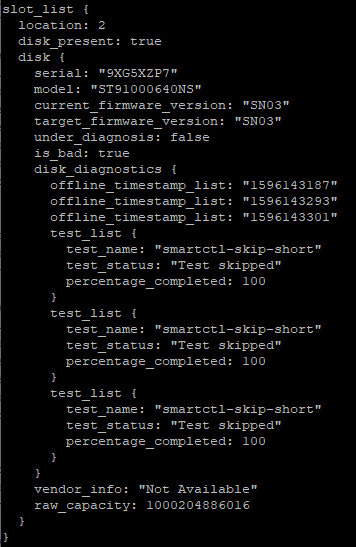 slot_list {
location: 2
disk_present: true
disk {
serial: "9XG5XZP7"
model: "ST91000640NS"
current_firmware_version: "SN03"
target_firmware_version: "SN03"
under_diagnosis: false
is_bad: true
disk_diagnostics {
offline_timestamp_list: "1596143187"
offline_timestamp_list: "1596143293"
offline_timestamp_list: "1596143301"
test_list {
test_name: "smartctl-skip-short"
test_status: "Test skipped"
percentage_completed: 100
}
test_list {
test_name: "smartctl-skip-short"
test_status: "Test skipped"
percentage_completed: 100
}
test_list {
test_name: "smartctl-skip-short"
test_status: "Test skipped"
percentage_completed: 100
}
}
vendor_info: "Not Available"
raw_capacity: 1000204886016
}
}